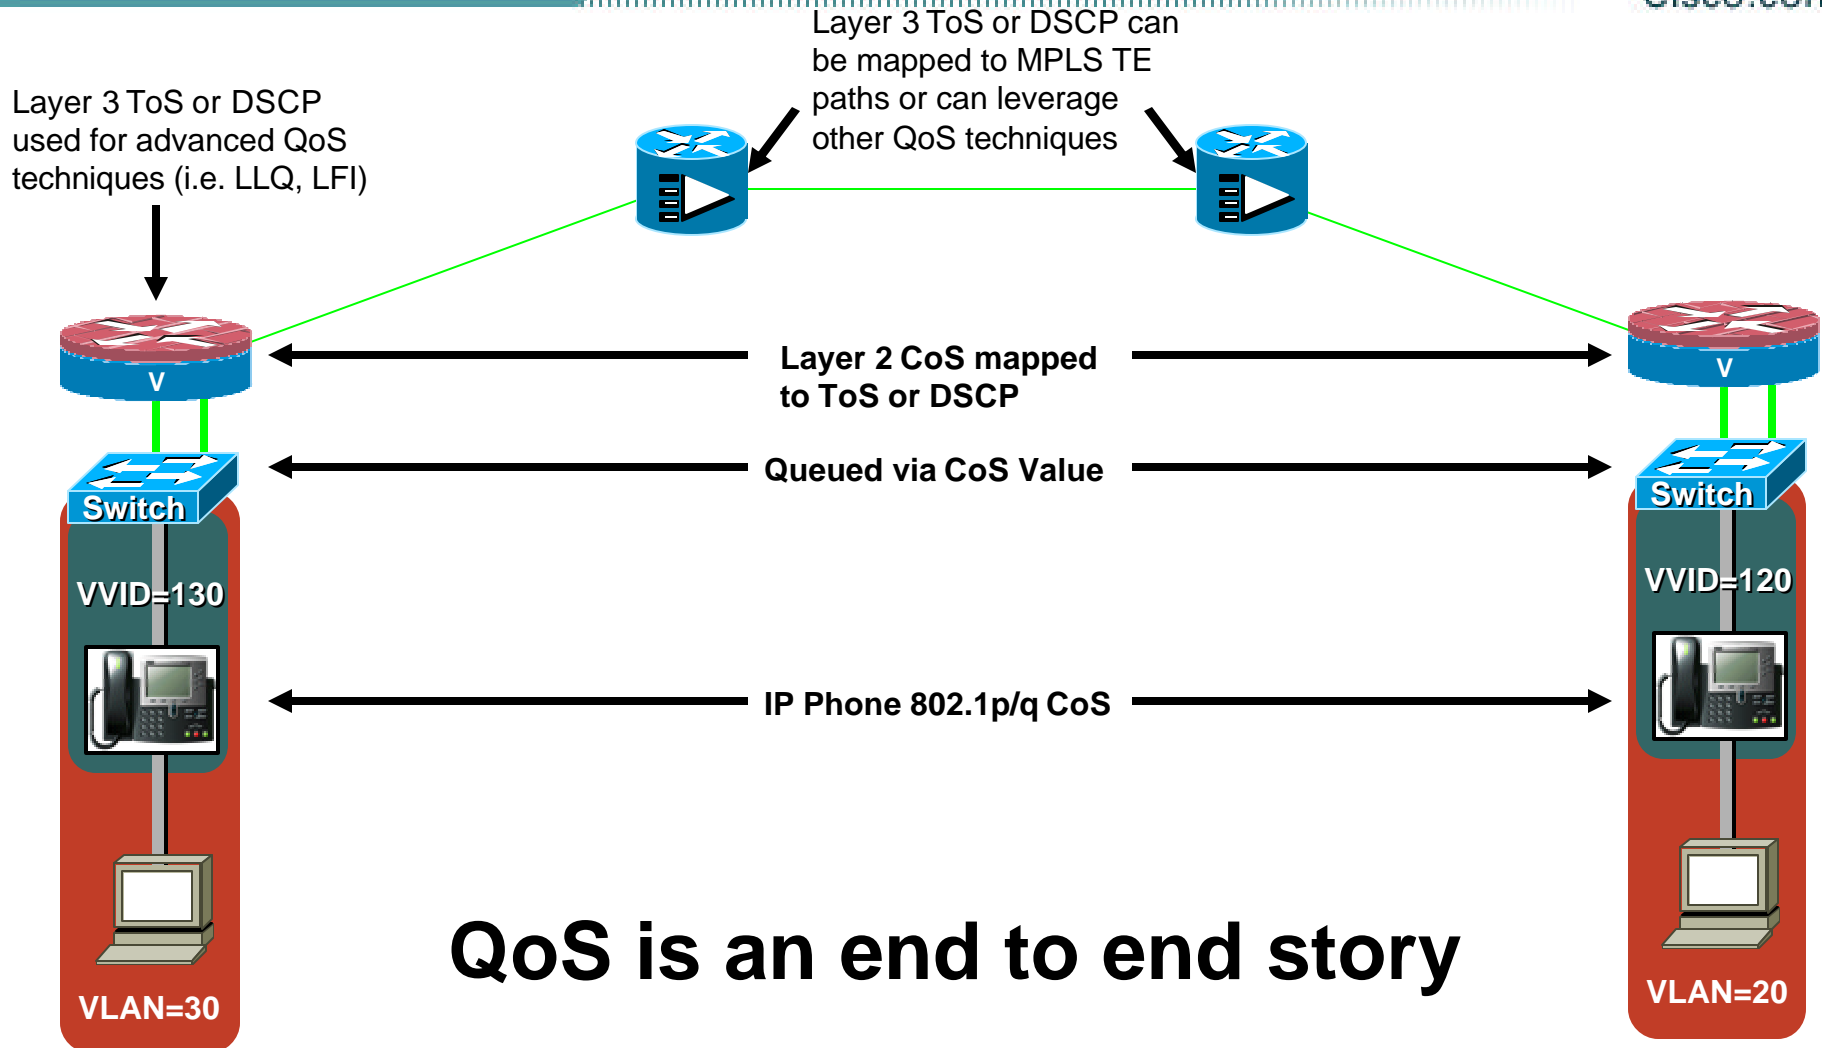 Layer 3 ToS or DSCP can
be mapped to MPLS TE
paths or can leverage
other QoS techniques
Layer 3 ToS or DSCP
used for advanced QoS
techniques (i.e. LLQ, LFI)
V
V
Layer 2 CoS mapped
to ToS or DSCP
Queued via CoS Value
Switch
Switch
VVID=130
VVID=120
IP Phone 802.1p/q CoS
QoS is an end to end story
VLAN=30
VLAN=20